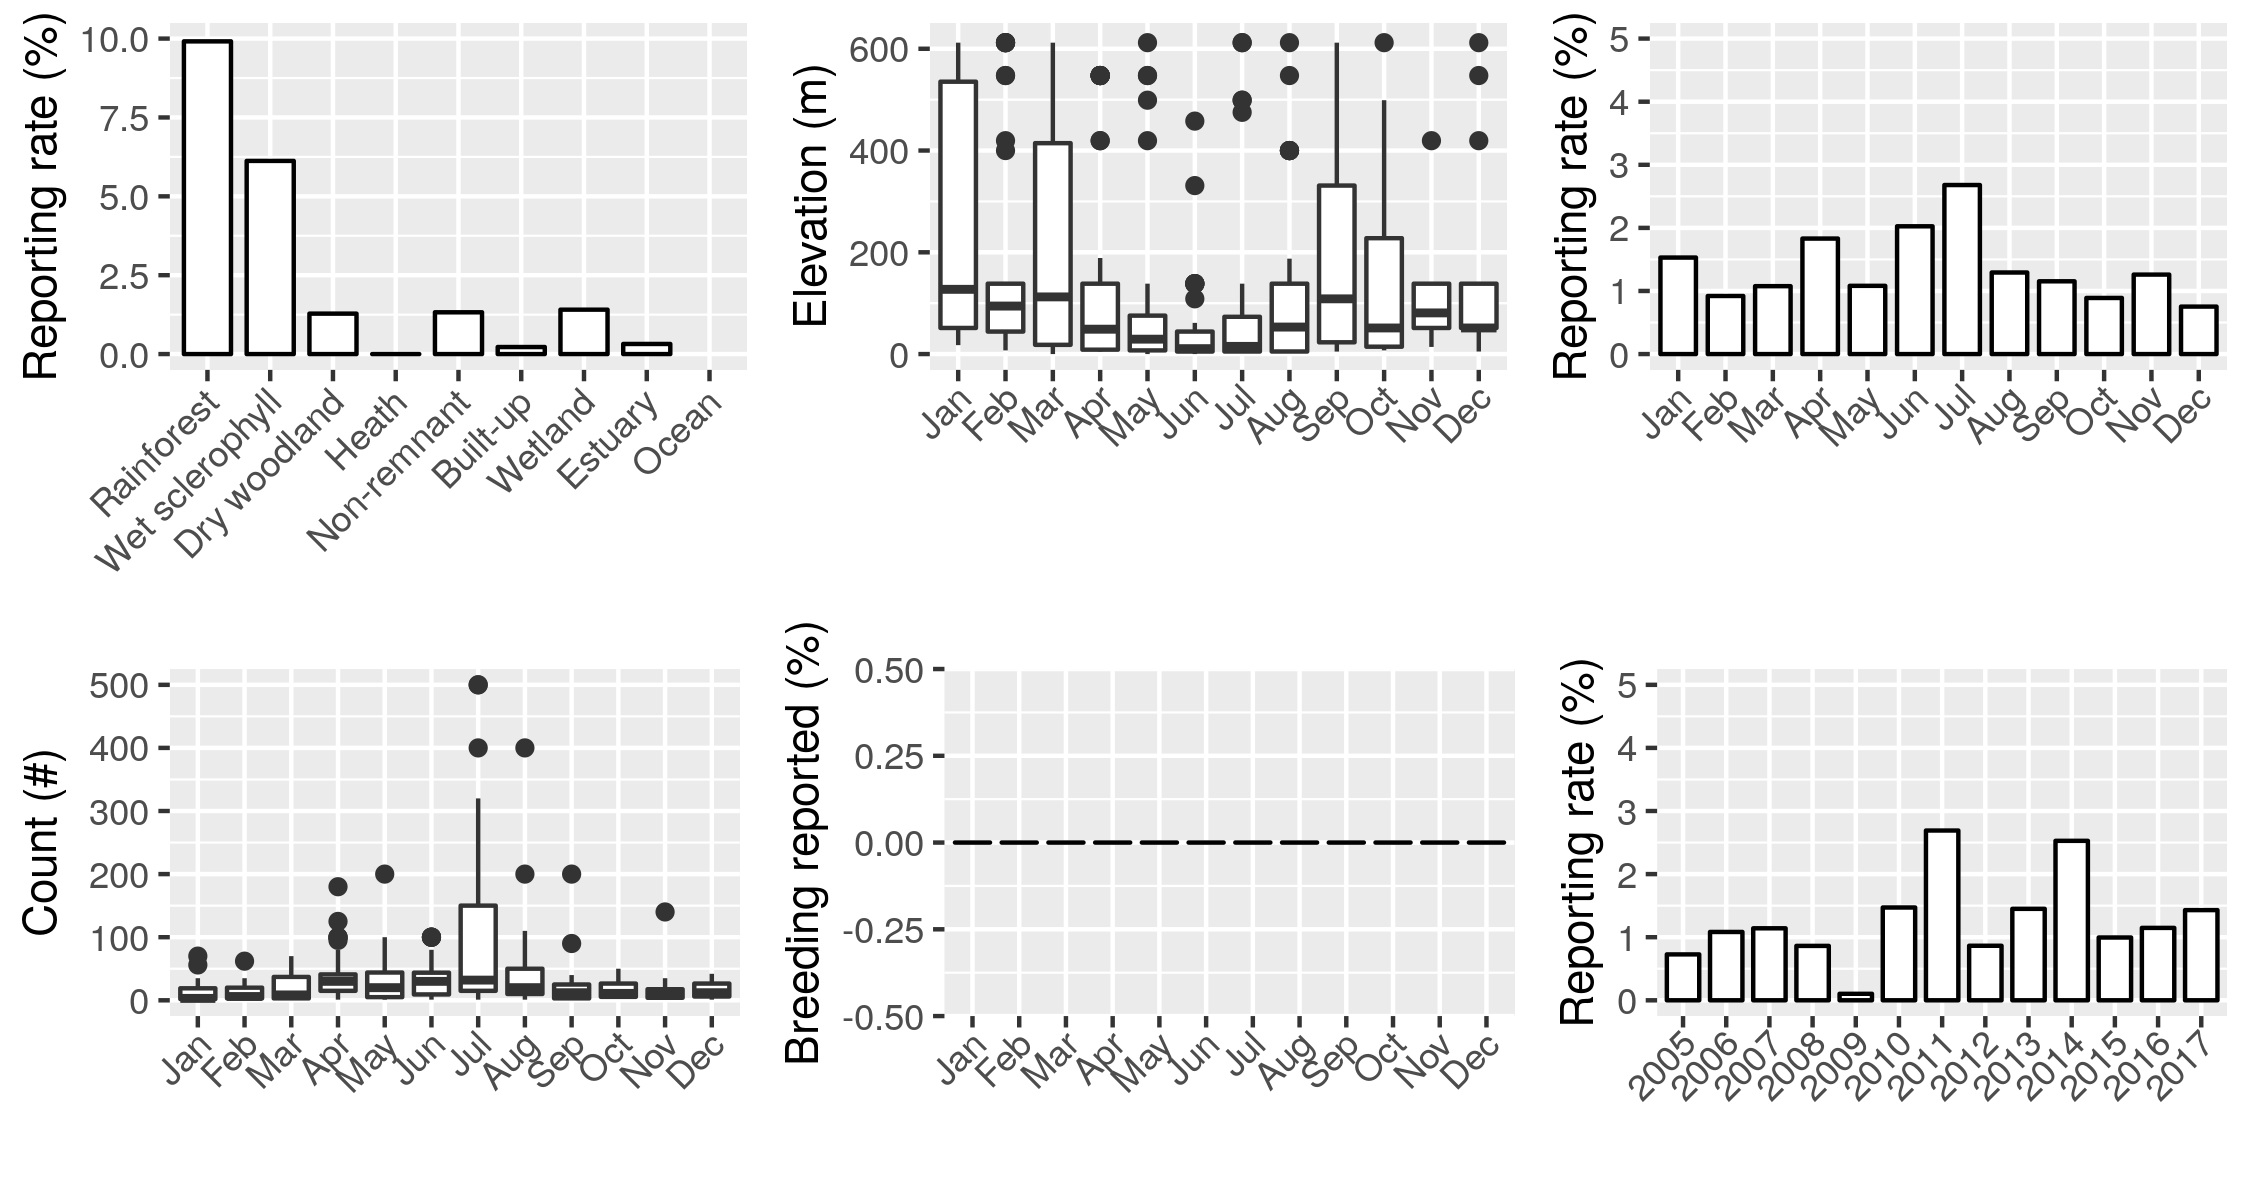 Reporting rate (%)
10.0
7.5
5.0
2.5
0.0
Rainforest
Wet sclerophyll
Dry woodland
Heath
Non-remnant
Built-up
Wetland
Estuary
Ocean
Elevation (m)
600
400
200
0
Jan
Feb
Mar
Apr
May
Jun
Jul
Aug
Sep
Oct
Nov
Dec
Reporting rate (%)
5
4
3
2
1
0
Jan
Feb
Mar
Apr
May
Jun
Jul
Aug
Sep
Oct
Nov
Dec
Count (#)
500
400
300
200
100
0
Jan
Feb
Mar
Apr
May
Jun
Jul
Aug
Sep
Oct
Nov
Dec
Breeding reported (%)
0.50
0.25
0.00
-0.25
-0.50
Jan
Feb
Mar
Apr
May
Jun
Jul
Aug
Sep
Oct
Nov
Dec
Reporting rate (%)
5
4
3
2
1
0
2005
2006
2007
2008
2009
2010
2011
2012
2013
2014
2015
2016
2017